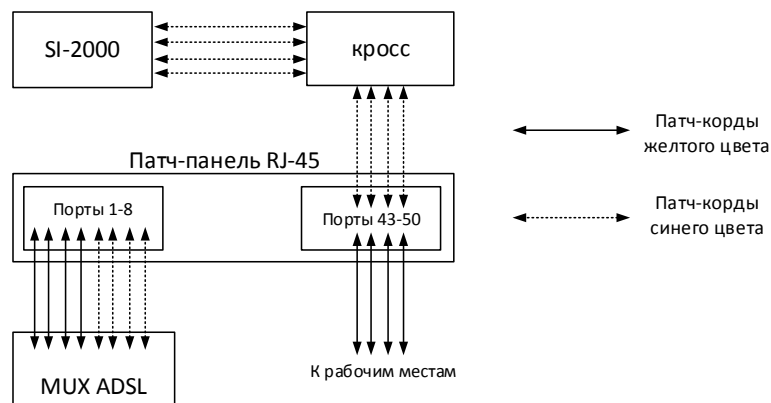 SI-2000
кросс
Патч-корды
желтого цвета
Патч-панель RJ-45
Порты 1-8
Порты 43-50
Патч-корды
синего цвета
К рабочим местам
MUX ADSL